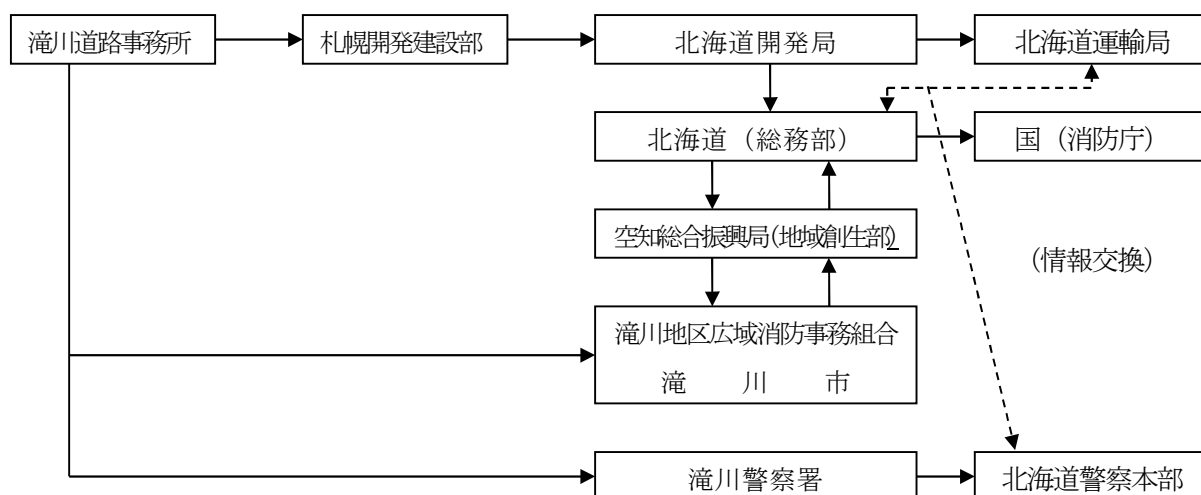 滝川道路事務所
札幌開発建設部
北海道開発局
北海道運輸局
北海道（総務部）
国（消防庁）
空知総合振興局(地域創生部)
（情報交換）
滝川地区広域消防事務組合
滝　川　市
滝川警察署
北海道警察本部